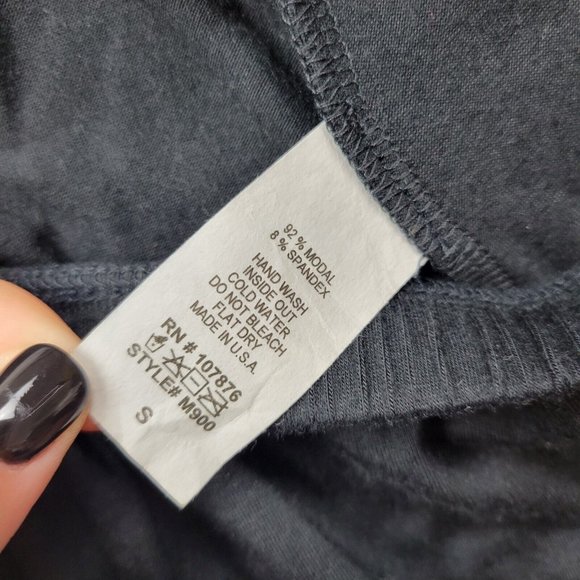 92 % MODAL
8 % SPANDEX
HAND WASH
INSIDE OUT
COLD WATER
DO NOT BLEACH
FLAT DRY
MADE IN U.S.A.
RN # 107876
STYLE# M900
S